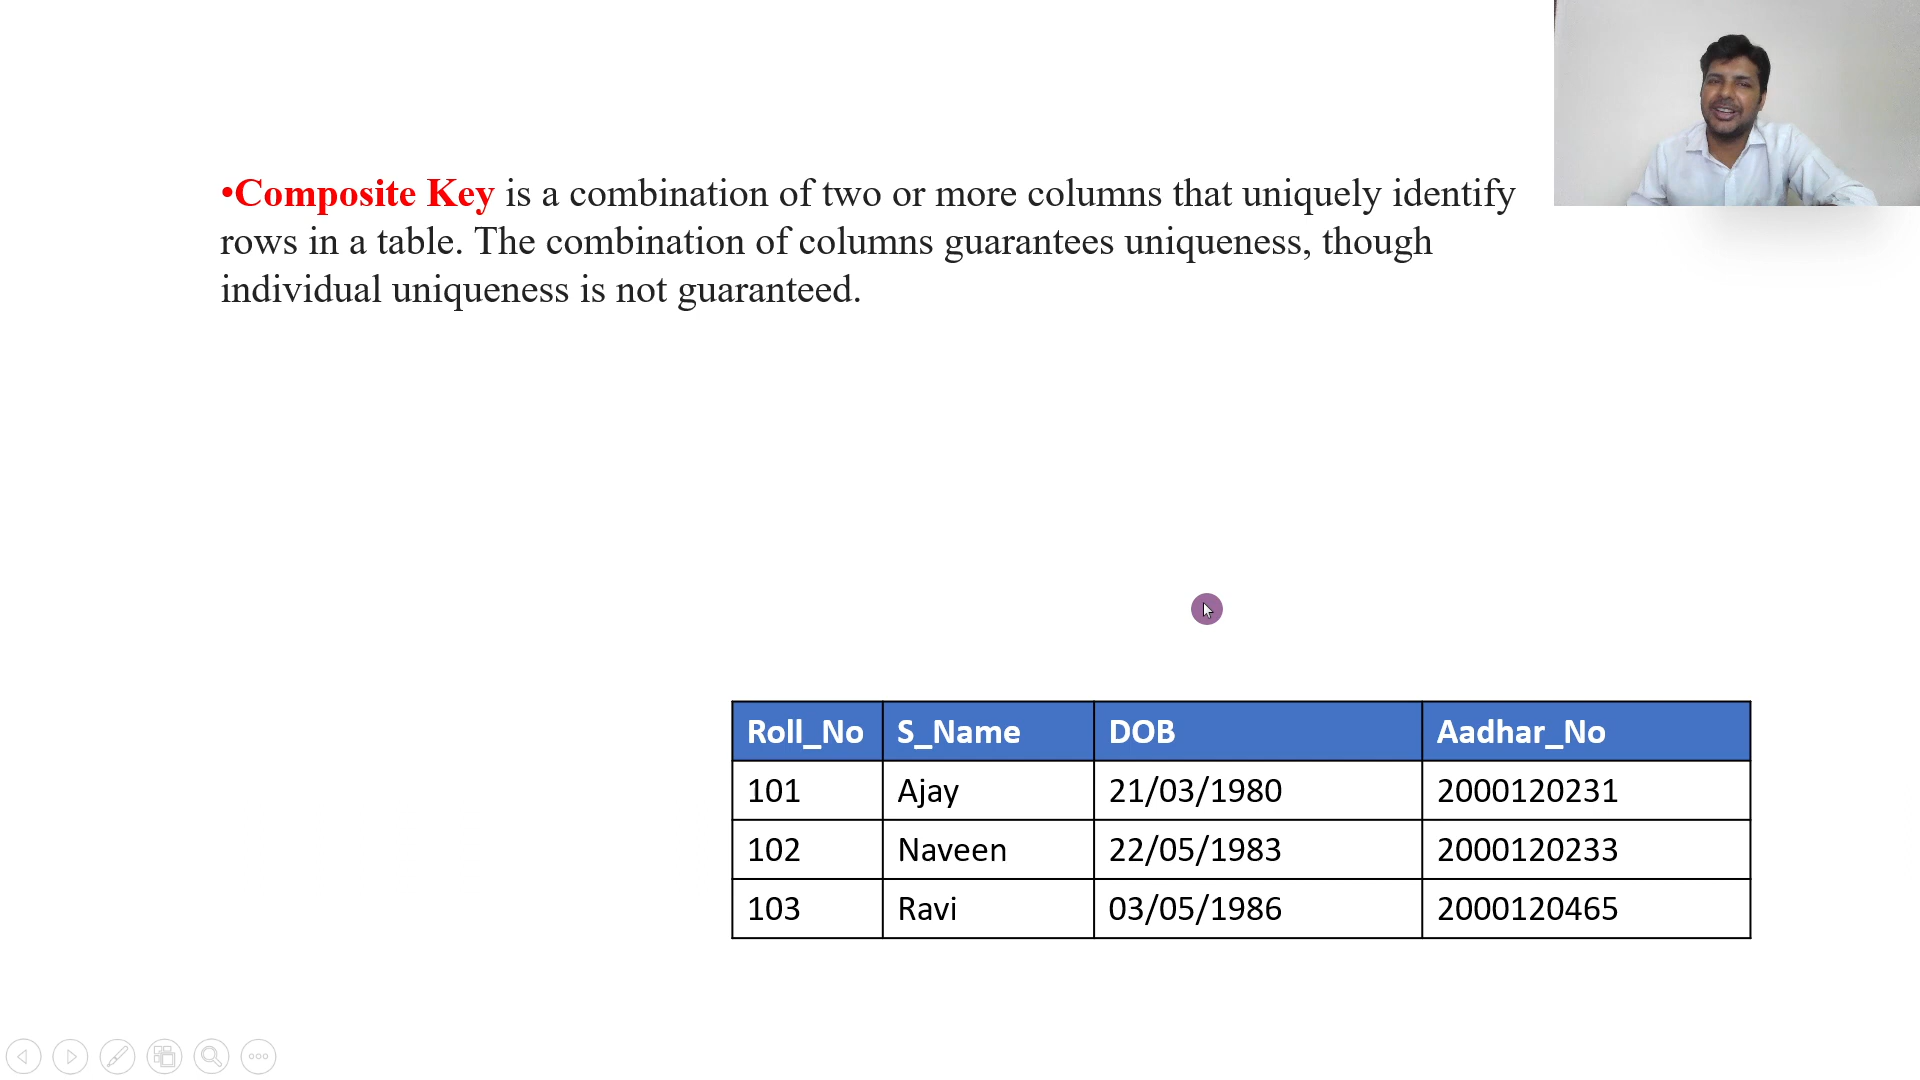 •Composite Key is a combination of two or more columns that uniquely identify
rows in a table. The combination of columns guarantees uniqueness, though
individual uniqueness is not guaranteed.
Roll_No S_Name DOB Aadhar_No
101 Ajay 21/03/1980 2000120231
102 Naveen 22/05/1983 2000120233
103 Ravi 03/05/1986 2000120465